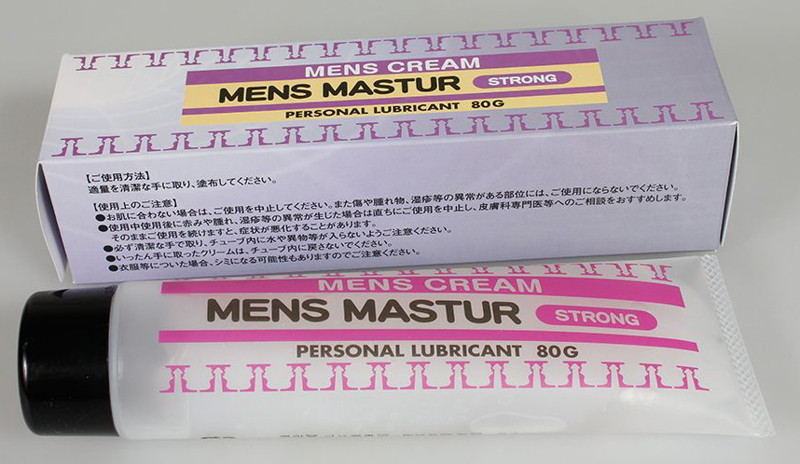 MENS CREAM
MENS MASTUR STRONG
PERSONAL LUBRICANT 80G
【ご使用方法】
適量を清潔な手に取り、塗布してください。
【使用上のご注意】
●お肌に合わない場合は、ご使用を中止してください。また傷や腫れ物、湿疹等の異常がある部位には、ご使用にならないでください。
●使用中使用後に赤みや腫れ、湿疹等の異常が生じた場合は直ちにご使用を中止し、皮膚科専門医等へのご相談をおすすめします。
そのままご使用を続けますと、症状が悪化することがあります。
●必ず清潔な手で取り、チューブ内に水や異物等が入らないようご注意ください。
●いったん手に取ったクリームは、チューブ内に戻さないでください。
●衣服等についた場合、シミになる可能性もありますのでご注意ください。
MENS CREAM
MENS MASTUR STRONG
PERSONAL LUBRICANT 80G